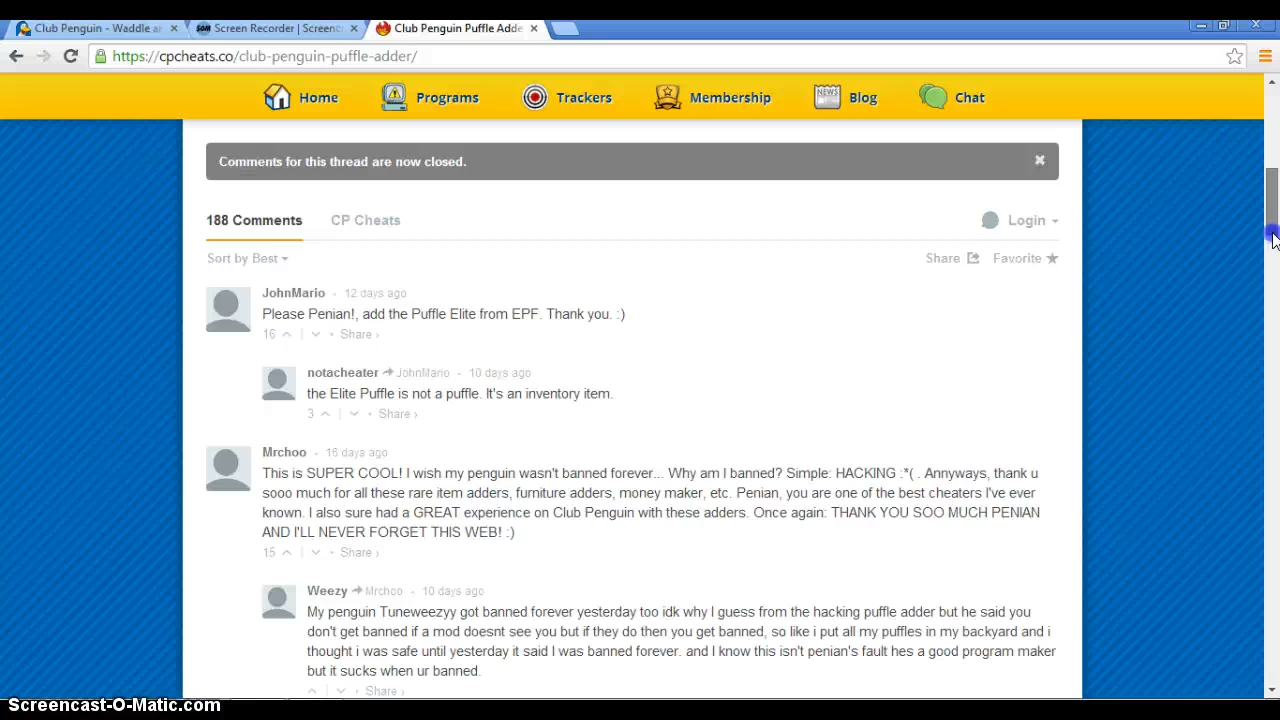 Club Penguin - Waddle ar
Screen Recorder | Screenc
Club Penguin Puffle Adde
https://cpcheats.co/club-penguin-puffle-adder/
Home
Programs
Trackers
Membership
NEWS
Blog
Chat
Comments for this thread are now closed.
188 Comments
CP Cheats
Login
Sort by Best
Share
Favorite
JohnMario - 12 days ago
Please Penian!, add the Puffle Elite from EPF. Thank you. :)
16 | • Share ›
notacheater JohnMario - 10 days ago
the Elite Puffle is not a puffle. It's an inventory item.
3 | • Share ›
Mrchoo - 16 days ago
This is SUPER COOL! I wish my penguin wasn't banned forever... Why am I banned? Simple: HACKING :*( . Annyways, thank u
sooo much for all these rare item adders, furniture adders, money maker, etc. Penian, you are one of the best cheaters I've ever
known. I also sure had a GREAT experience on Club Penguin with these adders. Once again: THANK YOU SOO MUCH PENIAN
AND I'LL NEVER FORGET THIS WEB! :)
15 | • Share ›
Weezy Mrchoo - 10 days ago
My penguin Tuneweezyy got banned forever yesterday too idk why I guess from the hacking puffle adder but he said you
don't get banned if a mod doesnt see you but if they do then you get banned, so like i put all my puffles in my backyard and i
thought i was safe until yesterday it said I was banned forever. and I know this isn't penian's fault hes a good program maker
but it sucks when ur banned.
| • Share ›
Screencast-O-Matic.com